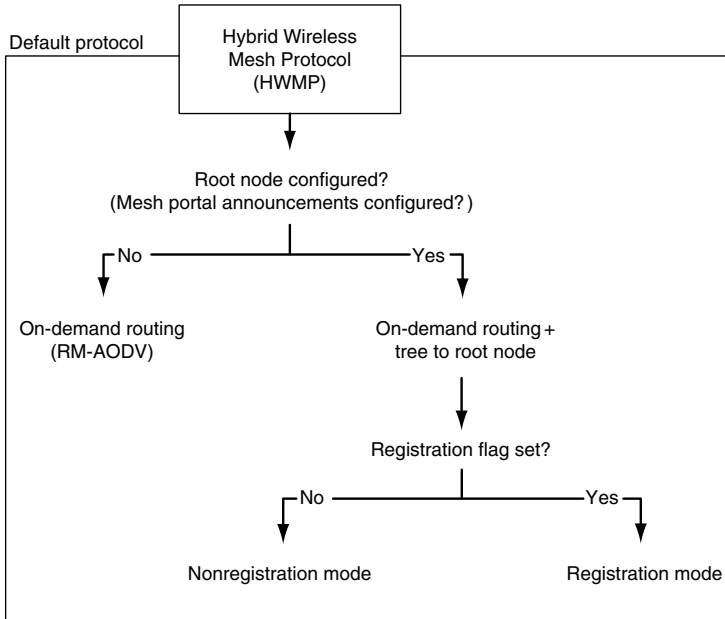 Default protocol
Hybrid Wireless
Mesh Protocol
(HWMP)
Root node configured?
(Mesh portal announcements configured?)
No
Yes
On-demand routing
(RM-AODV)
On-demand routing +
tree to root node
Registration flag set?
No
Yes
Nonregistration mode
Registration mode